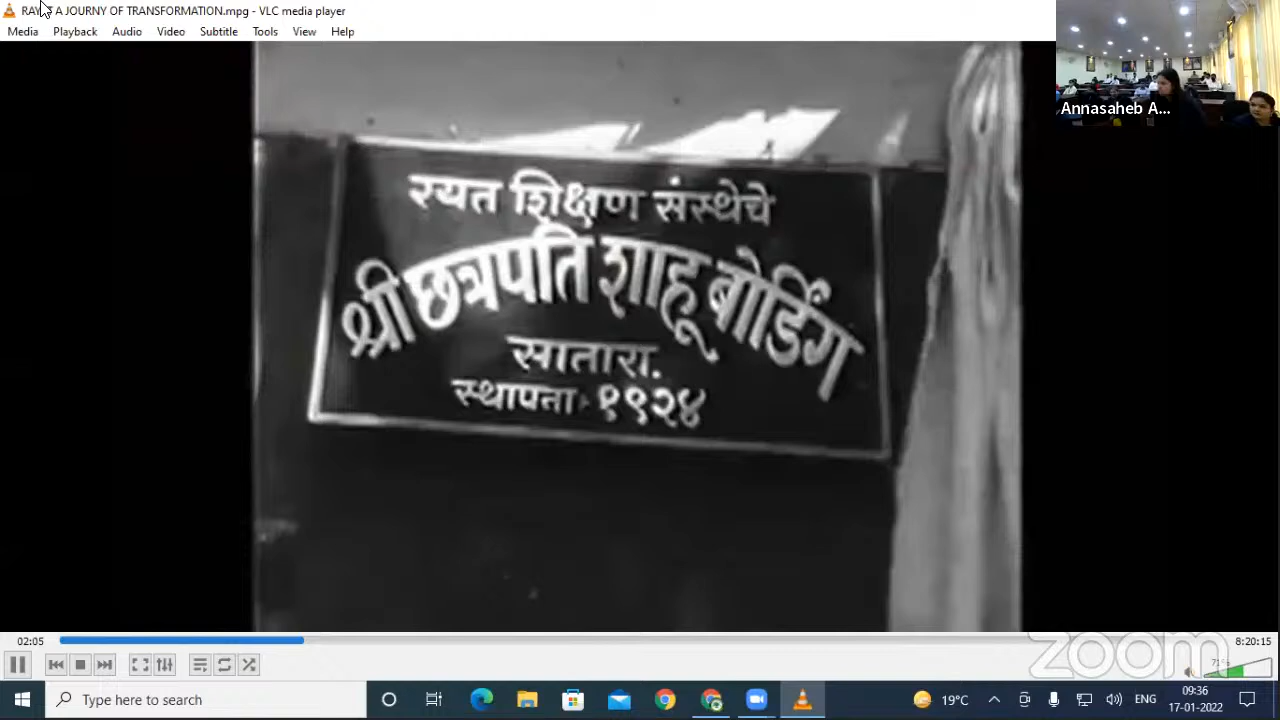 RAYAT A JOURNY OF TRANSFORMATION.mpg - VLC media player
Media Playback Audio Video Subtitle Tools View Help
Annasaheb A...
रयत शिक्षण संस्थेचे
श्री छत्रपति शाहू बोर्डिंग
सातारा.
स्थापना १९२४
02:05
8:20:15
zoom
71%
Type here to search
19°C
ENG
09:36
17-01-2022